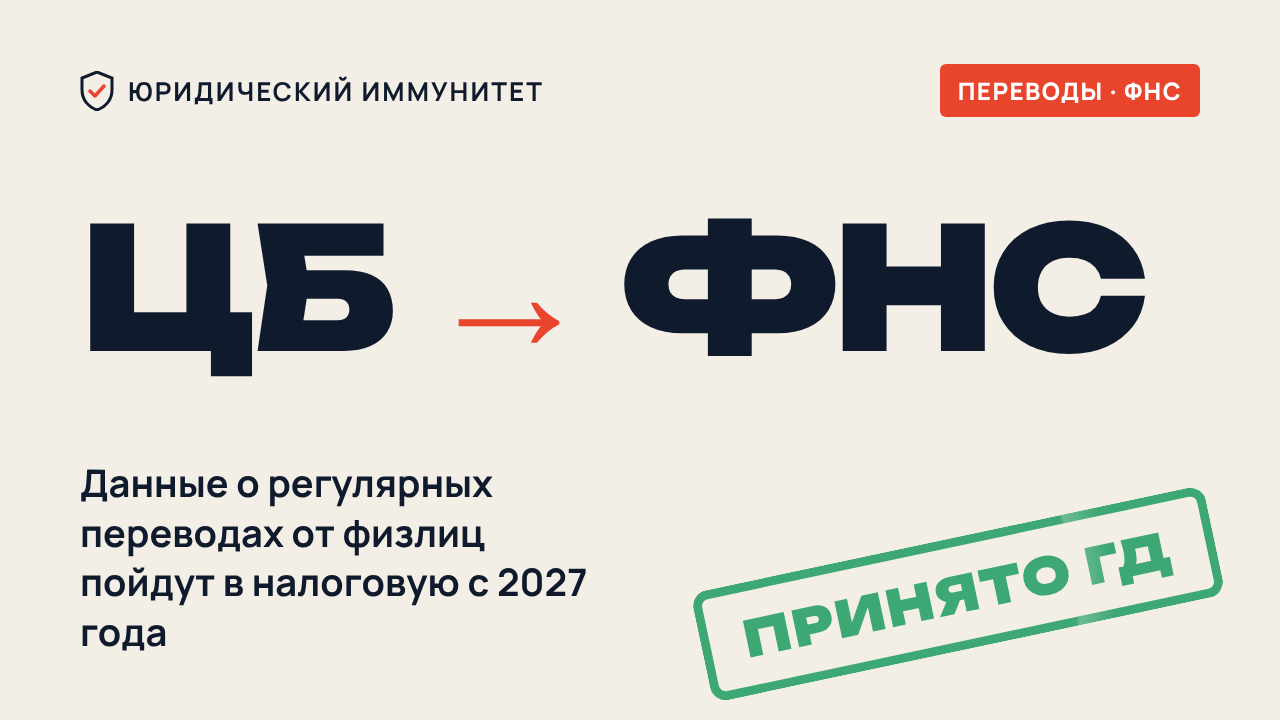 ЮРИДИЧЕСКИЙ ИММУНИТЕТ
ПЕРЕВОДЫ · ФНС
ЦБ → ФНС
Данные о регулярных
переводах от физлиц
пойдут в налоговую с 2027
года
ПРИНЯТО ГД